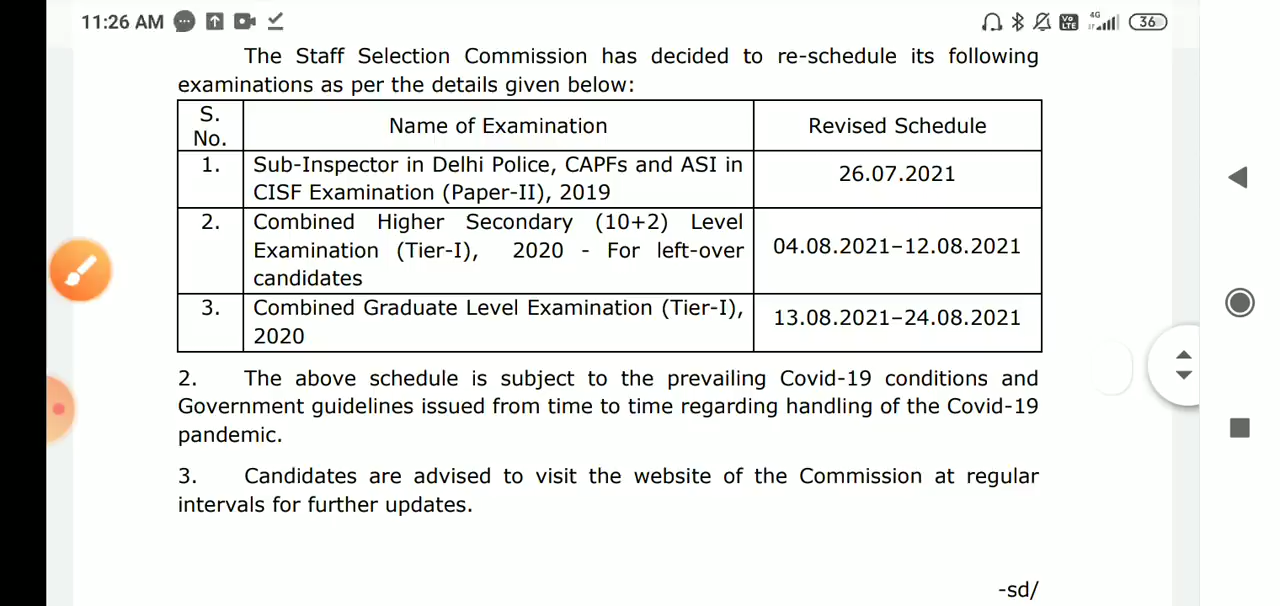 11:26 AM
Vo LTE 4G 36
The Staff Selection Commission has decided to re-schedule its following
examinations as per the details given below:
S. No. Name of Examination Revised Schedule
1. Sub-Inspector in Delhi Police, CAPFs and ASI in
CISF Examination (Paper-II), 2019
26.07.2021
2. Combined Higher Secondary (10+2) Level
Examination (Tier-I), 2020 - For left-over
candidates
04.08.2021–12.08.2021
3. Combined Graduate Level Examination (Tier-I),
2020
13.08.2021–24.08.2021
2. The above schedule is subject to the prevailing Covid-19 conditions and
Government guidelines issued from time to time regarding handling of the Covid-19
pandemic.
3. Candidates are advised to visit the website of the Commission at regular
intervals for further updates.
-sd/